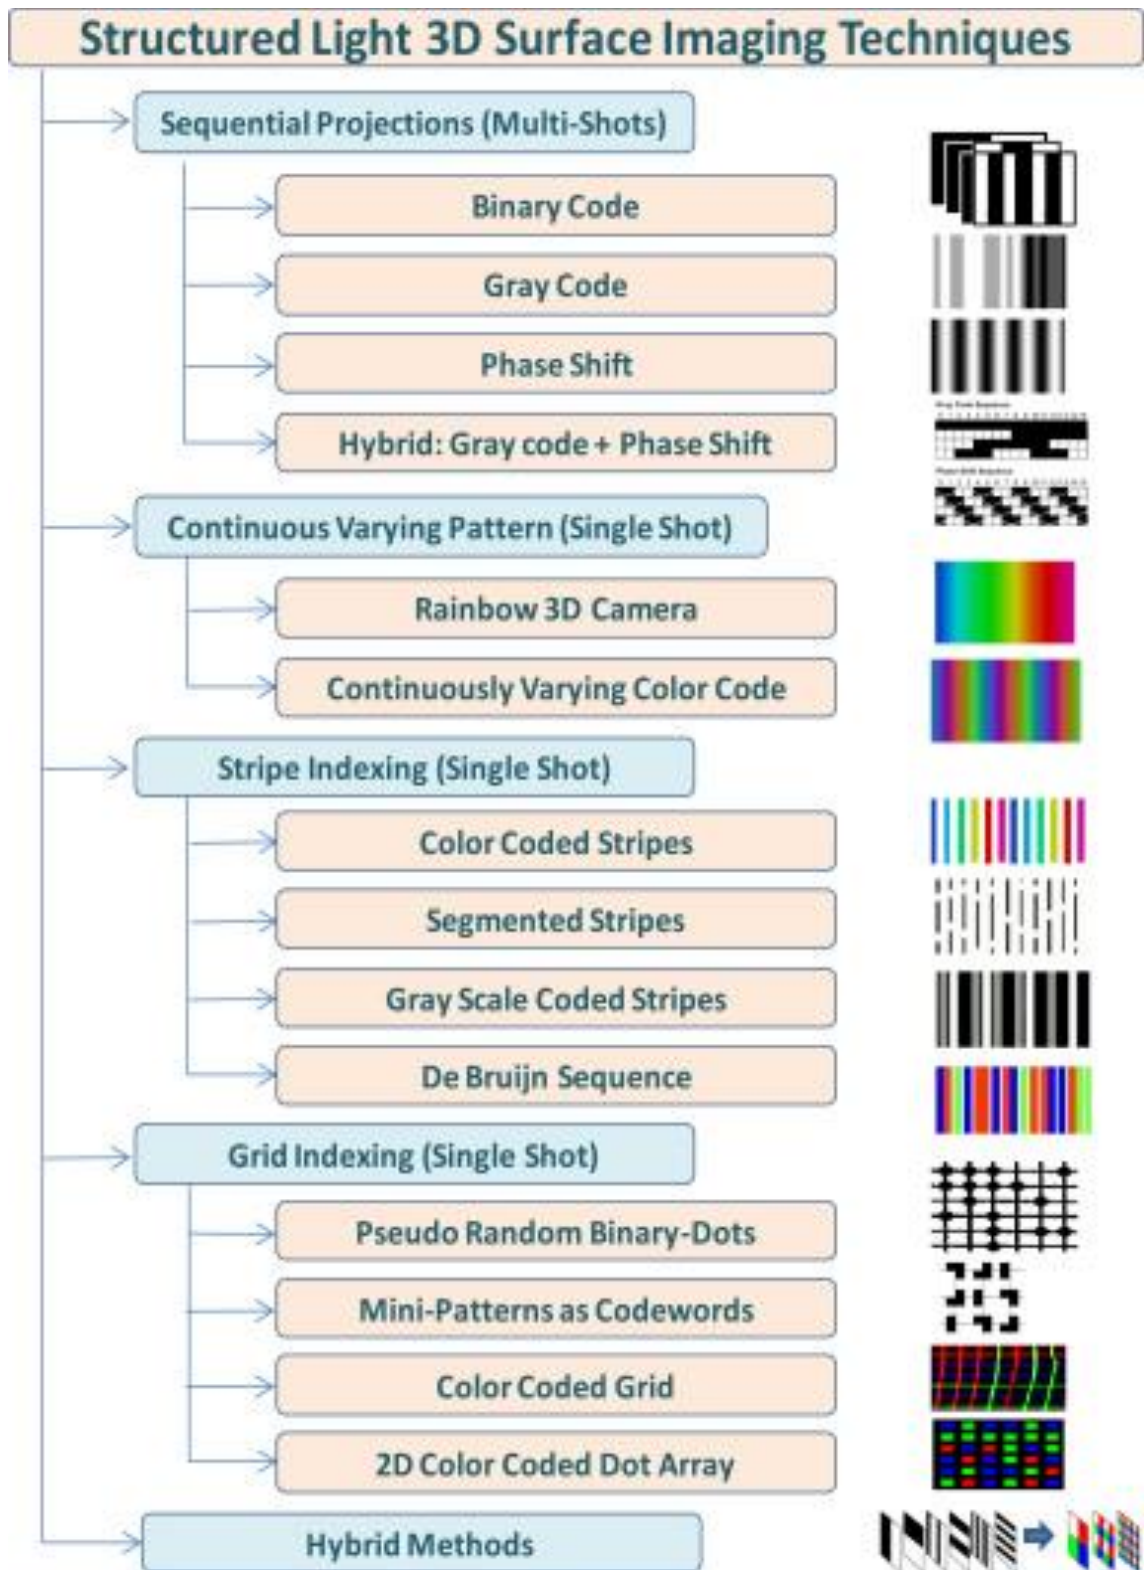 Structured Light 3D Surface Imaging Techniques
Sequential Projections (Multi-Shots)
Binary Code
Gray Code
Phase Shift
Hybrid: Gray code + Phase Shift
Continuous Varying Pattern (Single Shot)
Rainbow 3D Camera
Continuously Varying Color Code
Stripe Indexing (Single Shot)
Color Coded Stripes
Segmented Stripes
Gray Scale Coded Stripes
De Bruijn Sequence
Grid Indexing (Single Shot)
Pseudo Random Binary-Dots
Mini-Patterns as Codewords
Color Coded Grid
2D Color Coded Dot Array
Hybrid Methods